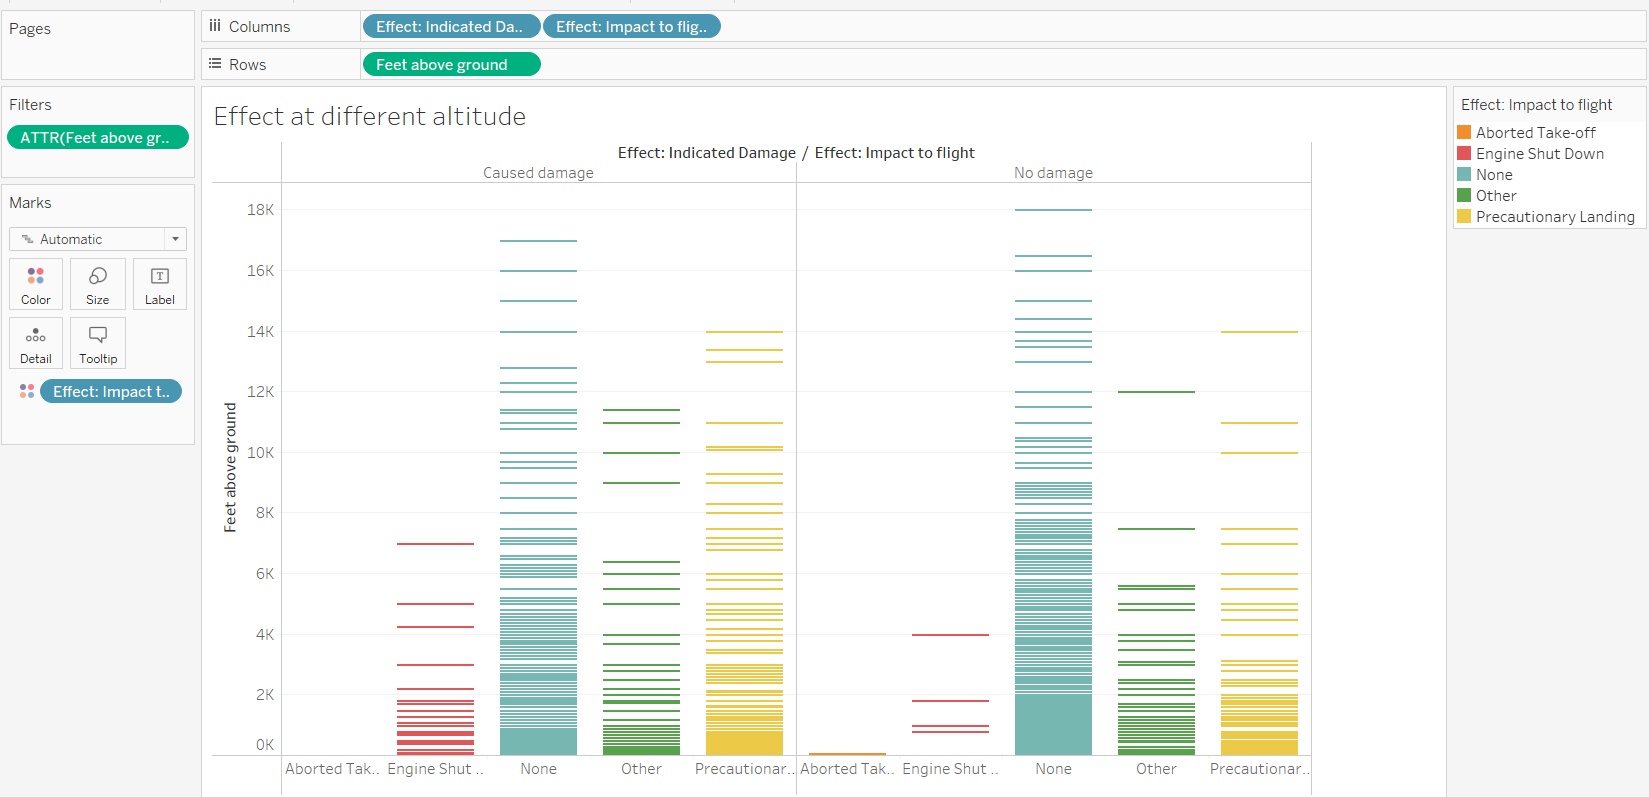 Pages
Columns
Effect: Indicated Da..
Effect: Impact to flig..
Rows
Feet above ground
Filters
ATTR(Feet above gr..
Marks
Automatic
Color
Size
Label
Detail
Tooltip
Effect: Impact t..
Effect at different altitude
Effect: Indicated Damage / Effect: Impact to flight
Caused damage
No damage
Feet above ground
18K
16K
14K
12K
10K
8K
6K
4K
2K
0K
Aborted Tak..
Engine Shut ..
None
Other
Precautionar..
Aborted Tak..
Engine Shut ..
None
Other
Precautionar..
Effect: Impact to flight
Aborted Take-off
Engine Shut Down
None
Other
Precautionary Landing